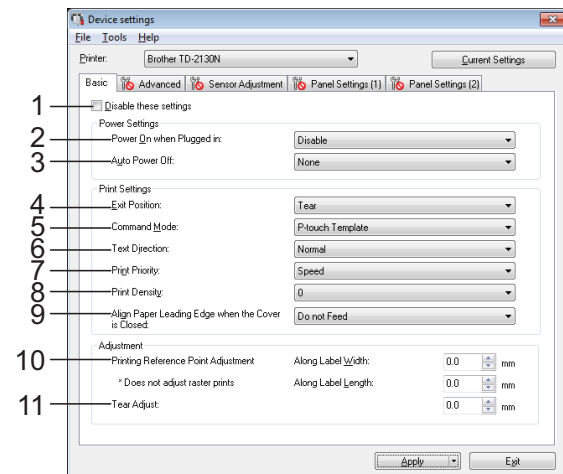 Device settings
File Tools Help
Printer: Brother TD-2130N Current Settings
Basic Advanced Sensor Adjustment Panel Settings (1) Panel Settings (2)
1 Disable these settings
Power Settings
2 Power On when Plugged in: Disable
3 Auto Power Off: None
Print Settings
4 Exit Position: Tear
5 Command Mode: P-touch Template
6 Text Direction: Normal
7 Print Priority: Speed
8 Print Density: 0
9 Align Paper Leading Edge when the Cover is Closed: Do not Feed
Adjustment
10 Printing Reference Point Adjustment Along Label Width: 0.0 mm
* Does not adjust raster prints Along Label Length: 0.0 mm
11 Tear Adjust: 0.0 mm
Apply Exit